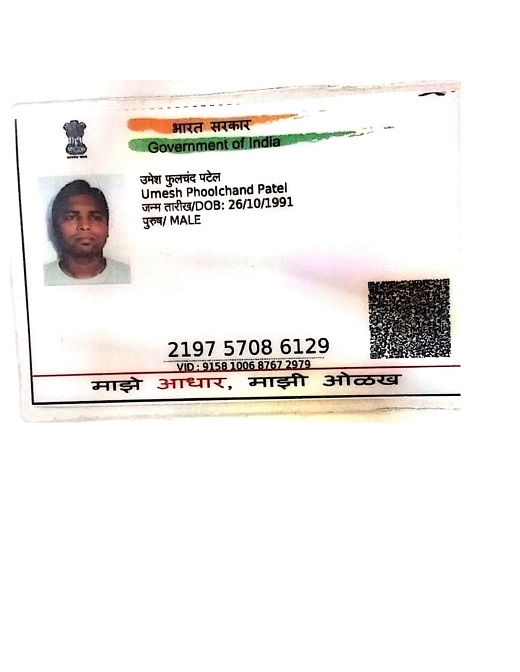 भारत सरकार
Government of India
उमेश फुलचंद पटेल
Umesh Phoolchand Patel
जन्म तारीख/DOB: 26/10/1991
पुरुष/ MALE
2197 5708 6129
VID : 9158 1006 8767 2979
माझे आधार, माझी ओळख